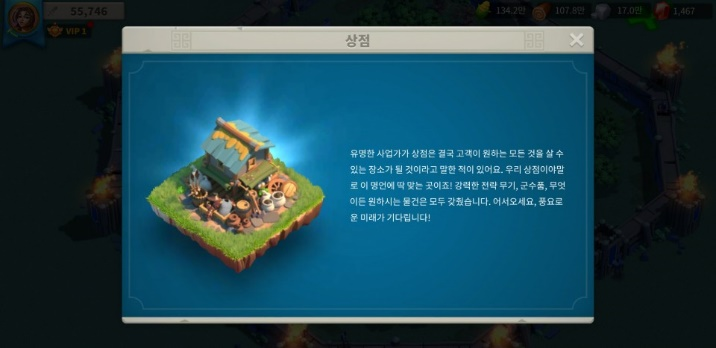 55,746
VIP 1
134.2만
107.8만
17.0만
1,467
상점
유명한 사업가가 상점은 결국 고객이 원하는 모든 것을 살 수
있는 장소가 될 것이라고 말한 적이 있어요. 우리 상점이야말
로 이 명언에 딱 맞는 곳이죠! 강력한 전략 무기, 군수품, 무엇
이든 원하시는 물건은 모두 갖췄습니다. 어서오세요, 풍요로
운 미래가 기다립니다!